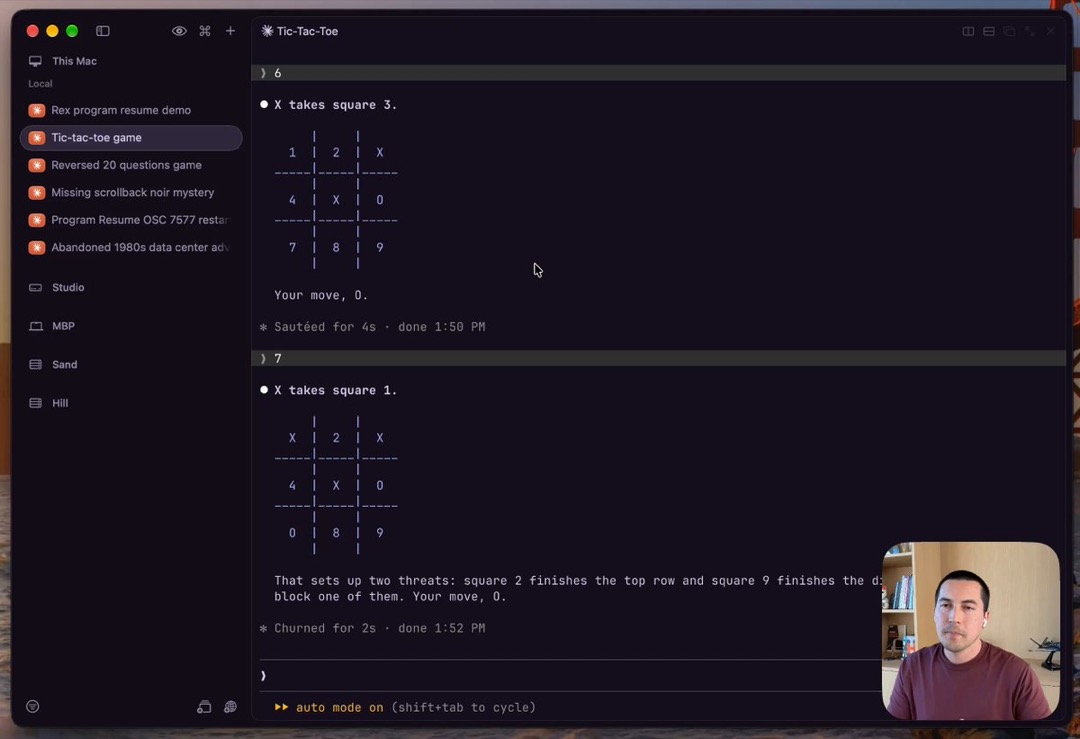 Tic-Tac-Toe
This Mac
Local
Rex program resume demo
Tic-tac-toe game
Reversed 20 questions game
Missing scrollback noir mystery
Program Resume OSC 7577 restar
Abandoned 1980s data center adv
Studio
MBP
Sand
Hill
❯ 6
● X takes square 3.
1 | 2 | X
4 | X | O
7 | 8 | 9
Your move, O.
✻ Sautéed for 4s · done 1:50 PM
❯ 7
● X takes square 1.
X | 2 | X
4 | X | O
O | 8 | 9
That sets up two threats: square 2 finishes the top row and square 9 finishes the
block one of them. Your move, O.
✻ Churned for 2s · done 1:52 PM
❯
⏵⏵ auto mode on (shift+tab to cycle)